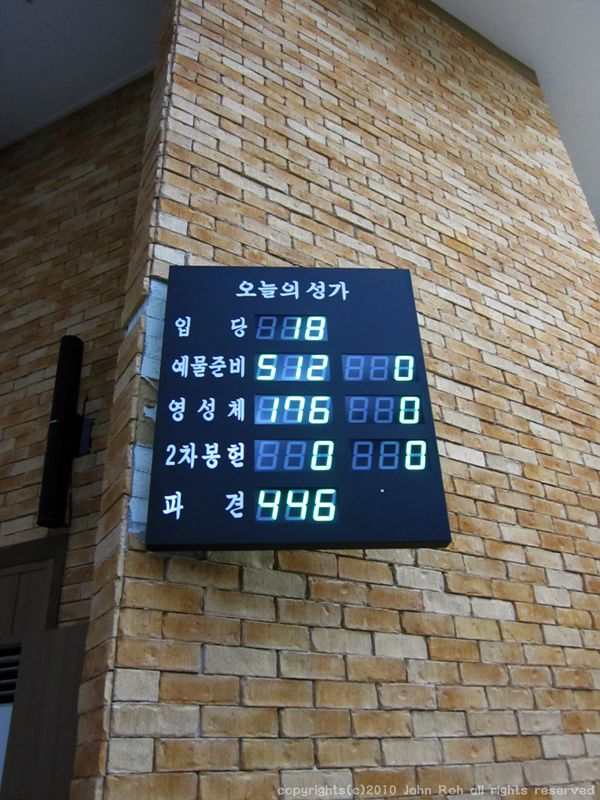 오늘의 성가
입 당 18
예물준비 512 0
영성체 176 0
2차봉헌 0 0
파 견 446
copyrights(c)2010 John Roh all rights reserved